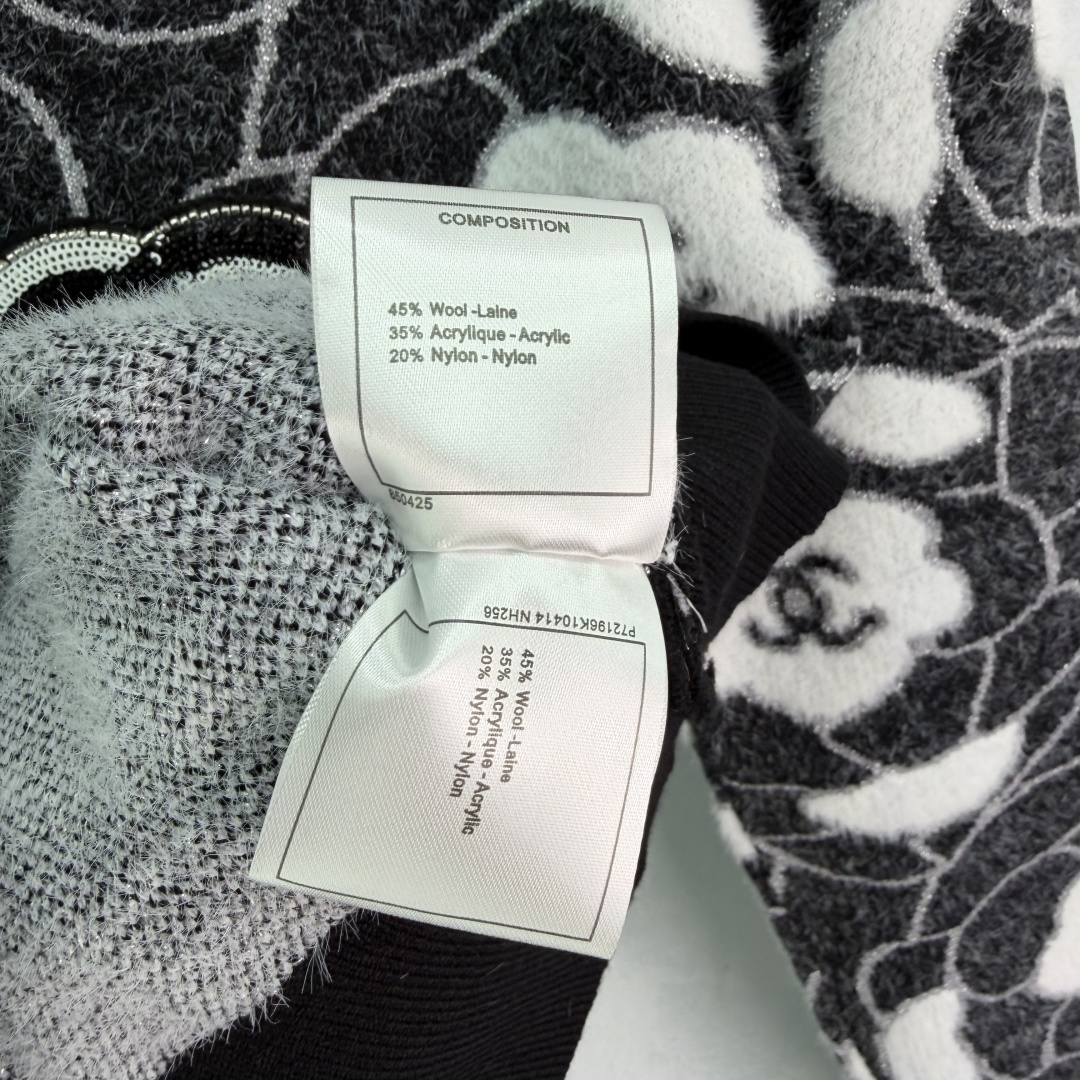 COMPOSITION
45% Wool -Laine
35% Acrylique - Acrylic
20% Nylon - Nylon
850425
P72196K10414 NH256
45% Wool -Laine
35% Acrylique - Acrylic
20% Nylon - Nylon